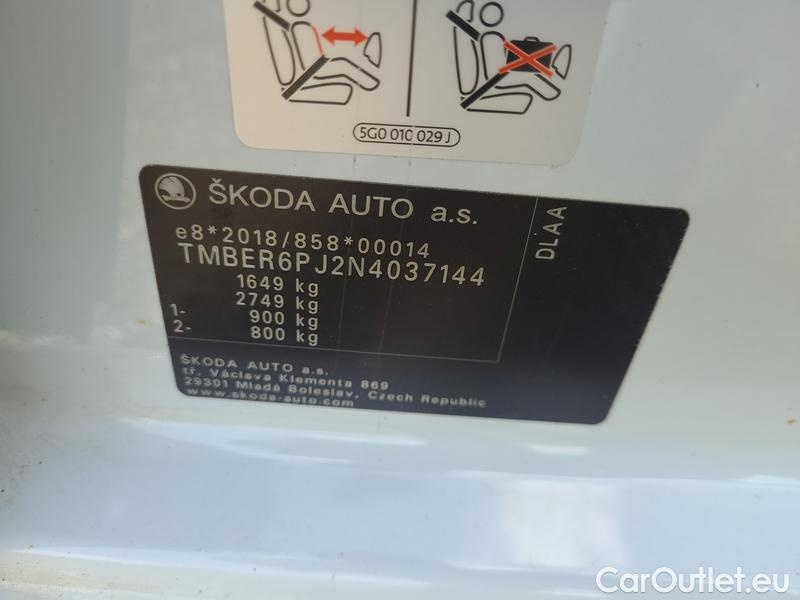 5G0 010 029 J
ŠKODA AUTO a.s.
e8*2018/858*00014
TMBER6PJ2N4037144
1649 kg
2749 kg
1- 900 kg
2- 800 kg
DLAA
ŠKODA AUTO a.s.
tř. Václava Klementa 869
29301 Mladá Boleslav, Czech Republic
www.skoda-auto.com
CarOutlet.eu